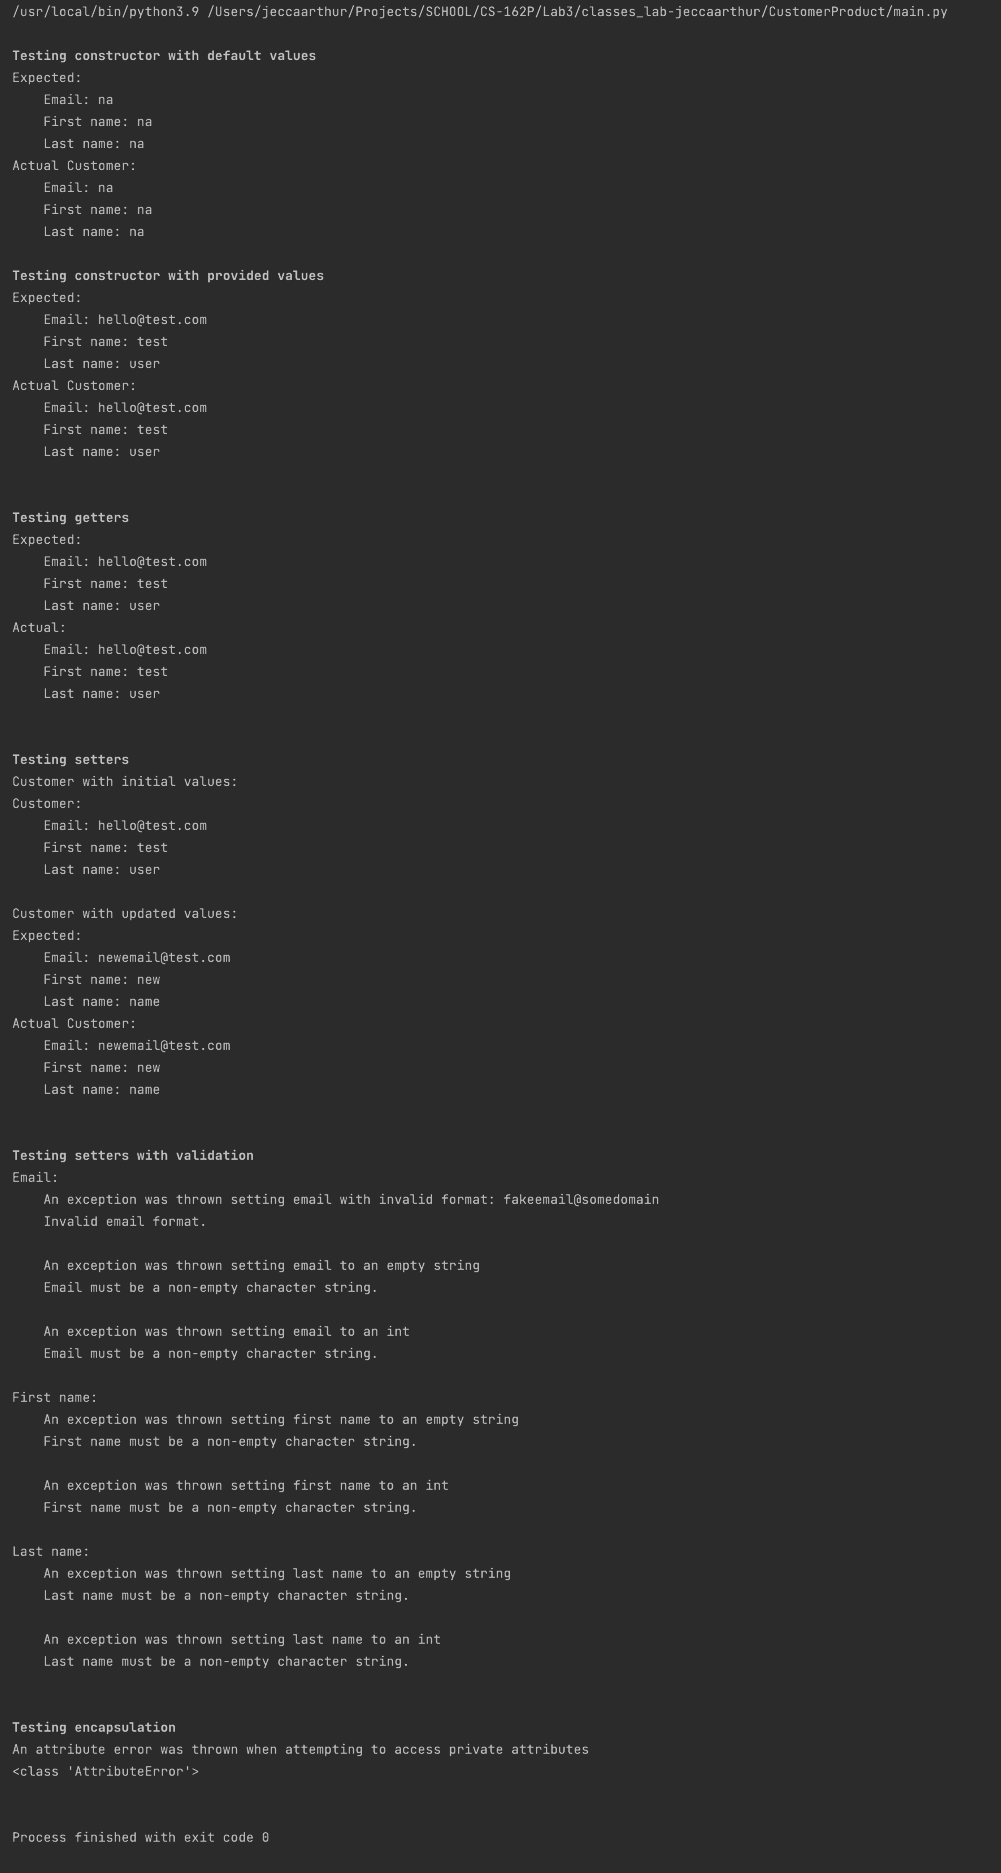 /usr/local/bin/python3.9 /Users/jeccaarthur/Projects/SCHOOL/CS-162P/Lab3/classes_lab-jeccaarthur/CustomerProduct/main.py
Testing constructor with default values
Expected:
Email: na
First name: na
Last name: na
Actual Customer:
Email: na
First name: na
Last name: na
Testing constructor with provided values
Expected:
Email: hello@test.com
First name: test
Last name: user
Actual Customer:
Email: hello@test.com
First name: test
Last name: user
Testing getters
Expected:
Email: hello@test.com
First name: test
Last name: user
Actual:
Email: hello@test.com
First name: test
Last name: user
Testing setters
Customer with initial values:
Customer:
Email: hello@test.com
First name: test
Last name: user
Customer with updated values:
Expected:
Email: newemail@test.com
First name: new
Last name: name
Actual Customer:
Email: newemail@test.com
First name: new
Last name: name
Testing setters with validation
Email:
An exception was thrown setting email with invalid format: fakeemail@somedomain
Invalid email format.
An exception was thrown setting email to an empty string
Email must be a non-empty character string.
An exception was thrown setting email to an int
Email must be a non-empty character string.
First name:
An exception was thrown setting first name to an empty string
First name must be a non-empty character string.
An exception was thrown setting first name to an int
First name must be a non-empty character string.
Last name:
An exception was thrown setting last name to an empty string
Last name must be a non-empty character string.
An exception was thrown setting last name to an int
Last name must be a non-empty character string.
Testing encapsulation
An attribute error was thrown when attempting to access private attributes
<class 'AttributeError'>
Process finished with exit code 0